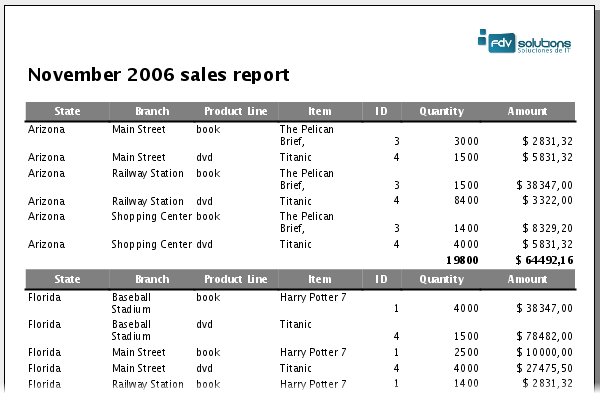 fdv solutions
Soluciones de IT
November 2006 sales report
State Branch Product Line Item ID Quantity Amount
Arizona Main Street book The Pelican
Brief, 3 3000 $ 2831,32
Arizona Main Street dvd Titanic 4 1500 $ 5831,32
Arizona Railway Station book The Pelican
Brief, 3 1500 $ 38347,00
Arizona Railway Station dvd Titanic 4 8400 $ 3322,00
Arizona Shopping Center book The Pelican
Brief, 3 1400 $ 8329,20
Arizona Shopping Center dvd Titanic 4 4000 $ 5831,32
19800 $ 64492,16
State Branch Product Line Item ID Quantity Amount
Florida Baseball book Harry Potter 7
Stadium 1 4000 $ 38347,00
Florida Baseball dvd Titanic
Stadium 4 1500 $ 78482,00
Florida Main Street book Harry Potter 7 1 2500 $ 10000,00
Florida Main Street dvd Titanic 4 4000 $ 27475,50
Florida Railway Station book Harry Potter 7 1 1400 $ 2831,32